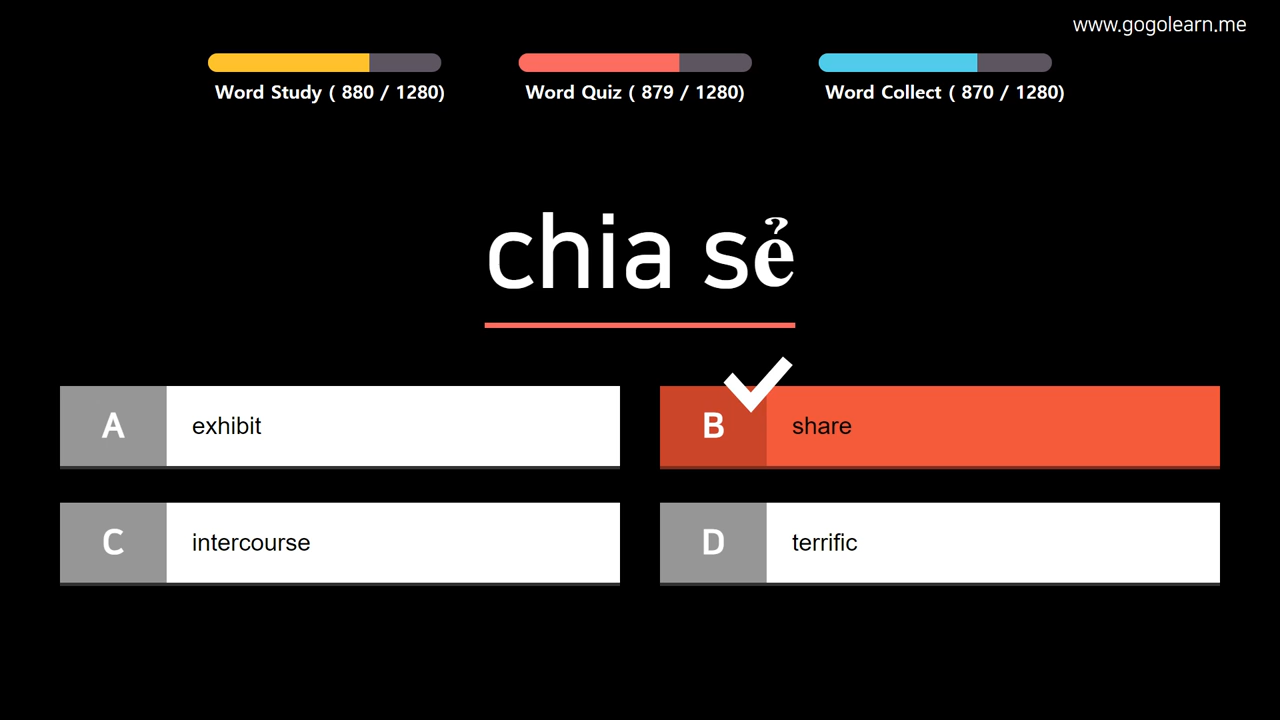 www.gogolearn.me
Word Study ( 880 / 1280)
Word Quiz ( 879 / 1280)
Word Collect ( 870 / 1280)
chia sẻ
A exhibit
B share
C intercourse
D terrific